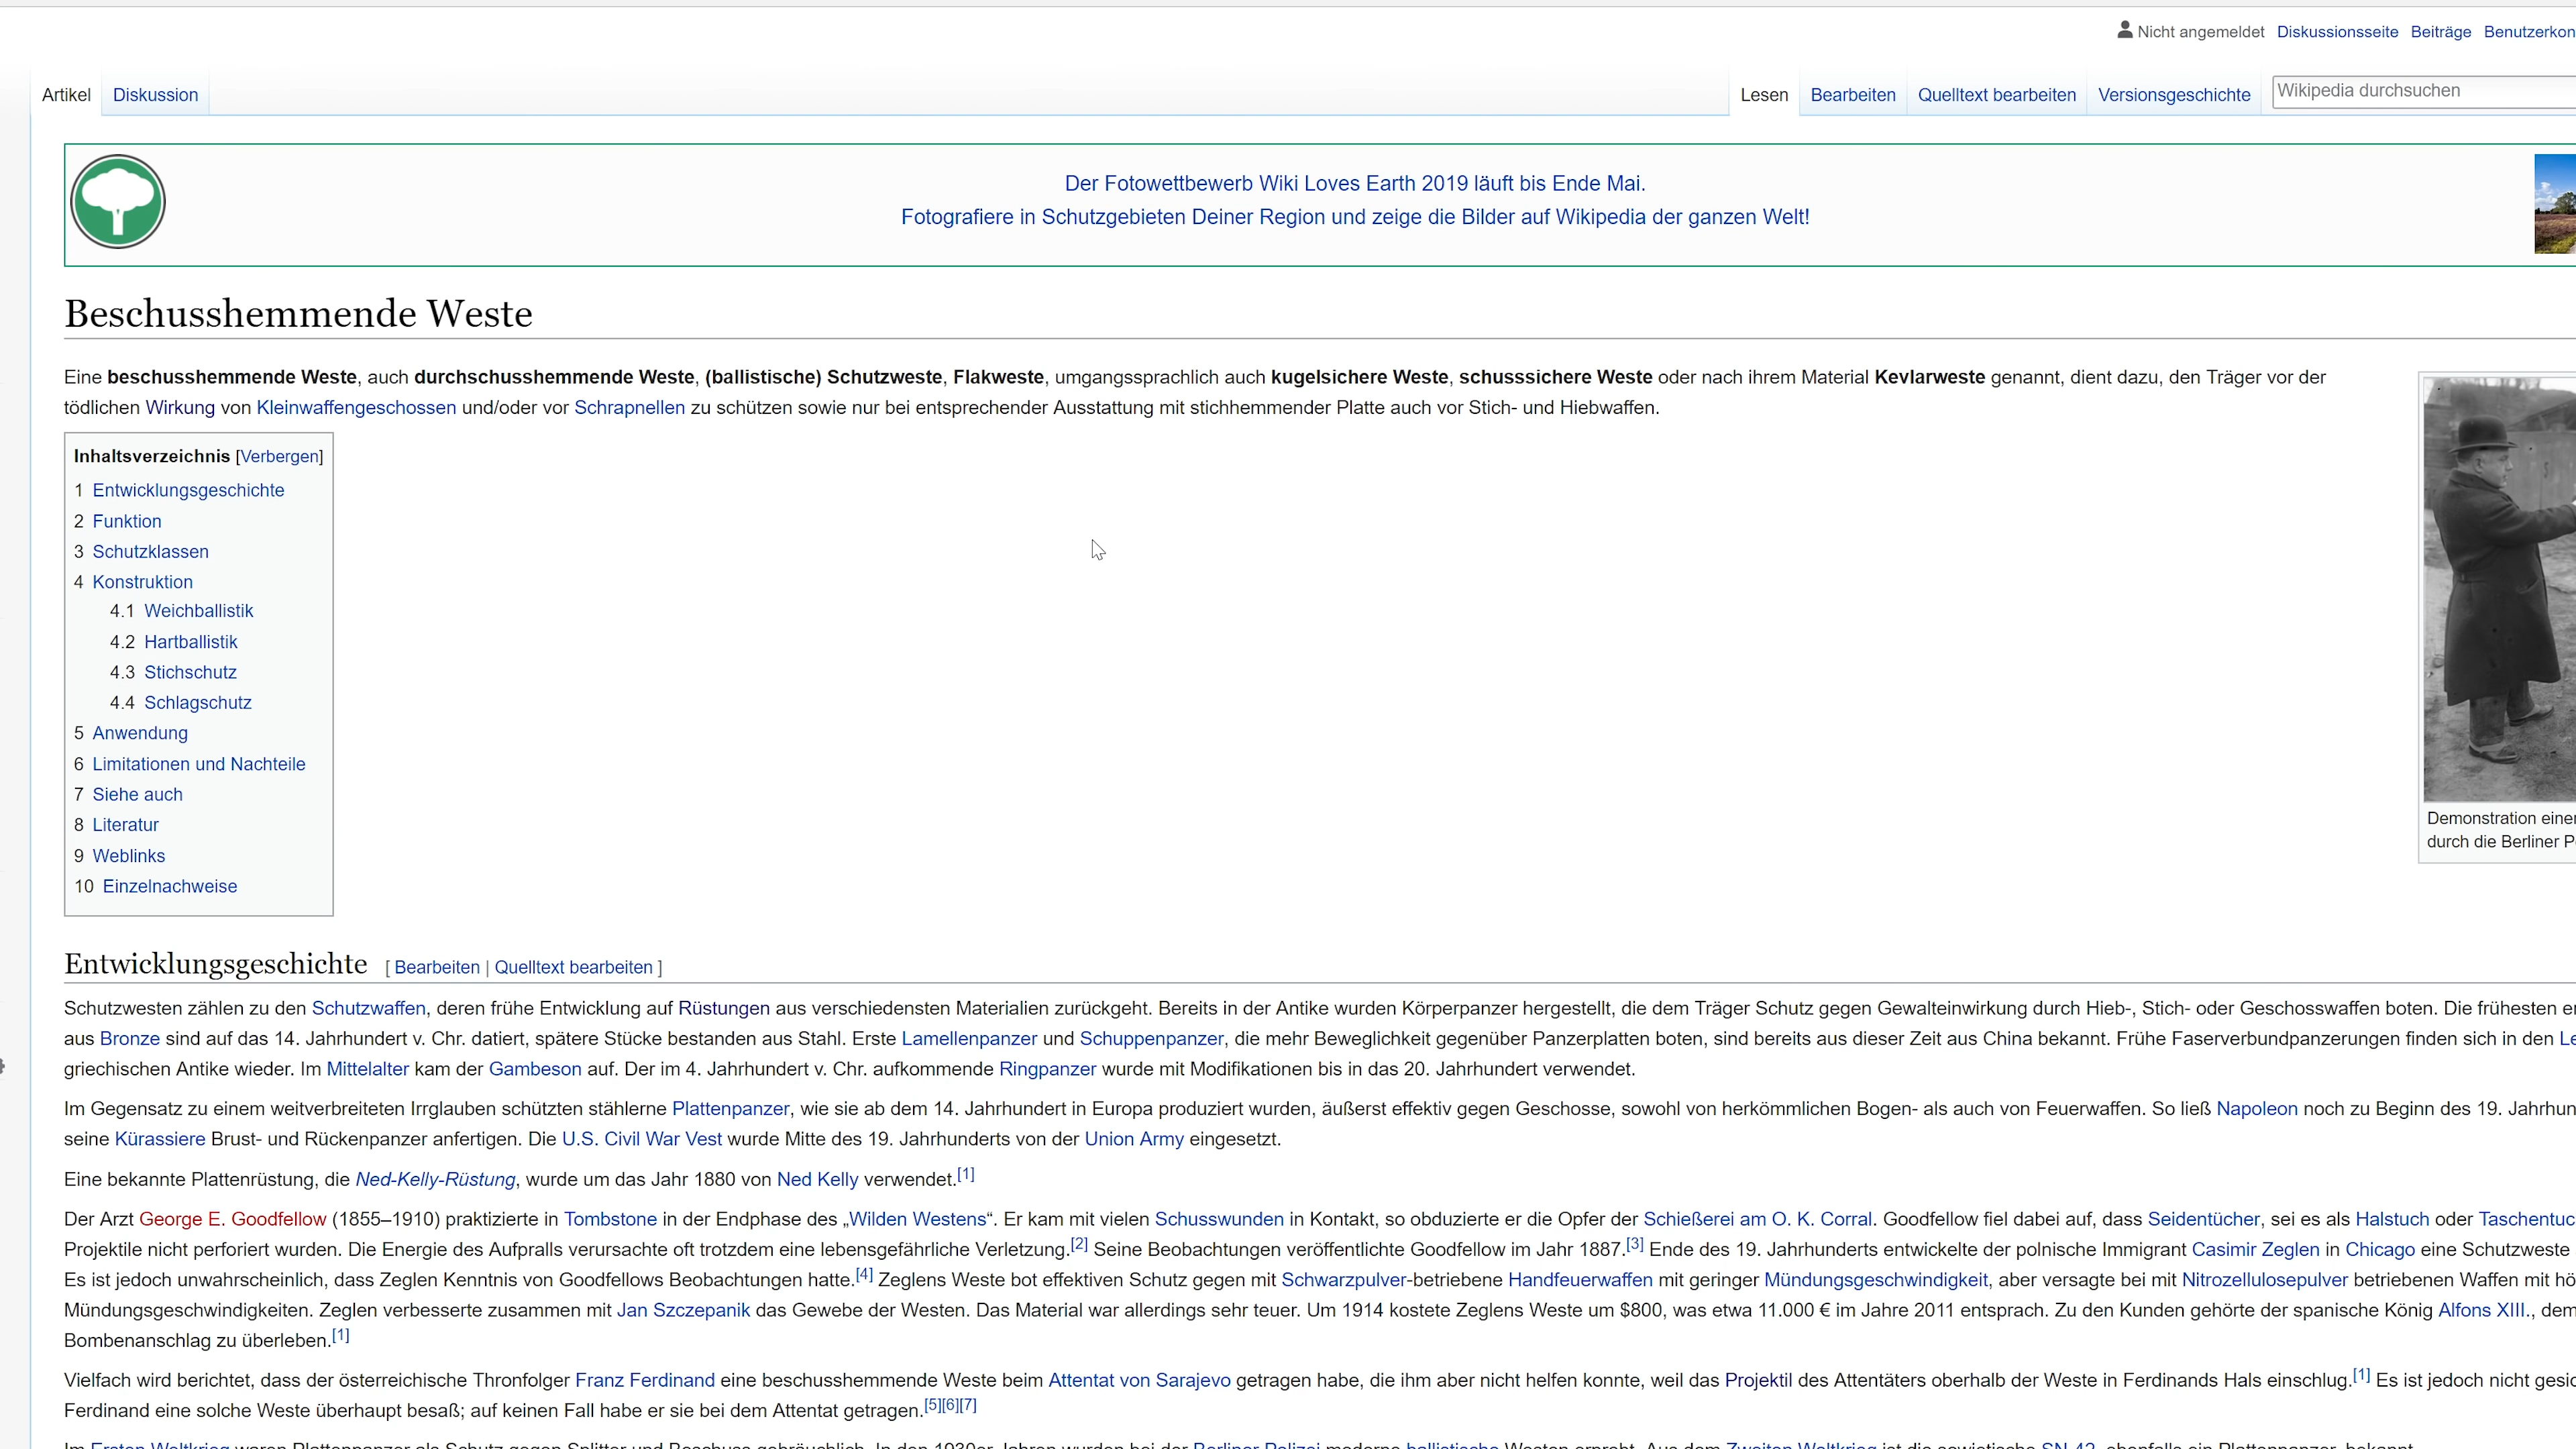 Nicht angemeldet Diskussionsseite Beiträge
Artikel Diskussion Lesen Bearbeiten Quelltext bearbeiten Versionsgeschichte Wikipedia durchsuchen
Der Fotowettbewerb Wiki Loves Earth 2019 läuft bis Ende Mai.
Fotografiere in Schutzgebieten Deiner Region und zeige die Bilder auf Wikipedia der ganzen Welt!
Beschusshemmende Weste
Eine beschusshemmende Weste, auch durchschusshemmende Weste, (ballistische) Schutzweste, Flakweste, umgangssprachlich auch kugelsichere Weste, schusssichere Weste oder nach ihrem Material Kevlarweste genannt, dient dazu, den Träger vor der
tödlichen Wirkung von Kleinwaffengeschossen und/oder vor Schrapnellen zu schützen sowie nur bei entsprechender Ausstattung mit stichhemmender Platte auch vor Stich- und Hiebwaffen.
Inhaltsverzeichnis [Verbergen]
1 Entwicklungsgeschichte
2 Funktion
3 Schutzklassen
4 Konstruktion
4.1 Weichballistik
4.2 Hartballistik
4.3 Stichschutz
4.4 Schlagschutz
5 Anwendung
6 Limitationen und Nachteile
7 Siehe auch
8 Literatur
9 Weblinks
10 Einzelnachweise
Demonstration
durch die Berliner
Entwicklungsgeschichte [ Bearbeiten | Quelltext bearbeiten ]
Schutzwesten zählen zu den Schutzwaffen, deren frühe Entwicklung auf Rüstungen aus verschiedensten Materialien zurückgeht. Bereits in der Antike wurden Körperpanzer hergestellt, die dem Träger Schutz gegen Gewalteinwirkung durch Hieb-, Stich- oder Geschosswaffen boten. Die frühesten
aus Bronze sind auf das 14. Jahrhundert v. Chr. datiert, spätere Stücke bestanden aus Stahl. Erste Lamellenpanzer und Schuppenpanzer, die mehr Beweglichkeit gegenüber Panzerplatten boten, sind bereits aus dieser Zeit aus China bekannt. Frühe Faserverbundpanzerungen finden sich in den
griechischen Antike wieder. Im Mittelalter kam der Gambeson auf. Der im 4. Jahrhundert v. Chr. aufkommende Ringpanzer wurde mit Modifikationen bis in das 20. Jahrhundert verwendet.
Im Gegensatz zu einem weitverbreiteten Irrglauben schützten stählerne Plattenpanzer, wie sie ab dem 14. Jahrhundert in Europa produziert wurden, äußerst effektiv gegen Geschosse, sowohl von herkömmlichen Bogen- als auch von Feuerwaffen. So ließ Napoleon noch zu Beginn des 19.
seine Kürassiere Brust- und Rückenpanzer anfertigen. Die U.S. Civil War Vest wurde Mitte des 19. Jahrhunderts von der Union Army eingesetzt.
Eine bekannte Plattenrüstung, die Ned-Kelly-Rüstung, wurde um das Jahr 1880 von Ned Kelly verwendet.[1]
Der Arzt George E. Goodfellow (1855–1910) praktizierte in Tombstone in der Endphase des „Wilden Westens“. Er kam mit vielen Schusswunden in Kontakt, so obduzierte er die Opfer der Schießerei am O. K. Corral. Goodfellow fiel dabei auf, dass Seidentücher, sei es als Halstuch oder
Projektile nicht perforiert wurden. Die Energie des Aufpralls verursachte oft trotzdem eine lebensgefährliche Verletzung.[2] Seine Beobachtungen veröffentlichte Goodfellow im Jahr 1887.[3] Ende des 19. Jahrhunderts entwickelte der polnische Immigrant Casimir Zeglen in Chicago eine Schutzweste
Es ist jedoch unwahrscheinlich, dass Zeglen Kenntnis von Goodfellows Beobachtungen hatte.[4] Zeglens Weste bot effektiven Schutz gegen mit Schwarzpulver-betriebene Handfeuerwaffen mit geringer Mündungsgeschwindigkeit, aber versagte bei mit Nitrozellulosepulver betriebenen Waffen mit
Mündungsgeschwindigkeiten. Zeglen verbesserte zusammen mit Jan Szczepanik das Gewebe der Westen. Das Material war allerdings sehr teuer. Um 1914 kostete Zeglens Weste um $800, was etwa 11.000 € im Jahre 2011 entsprach. Zu den Kunden gehörte der spanische König Alfons XIII., dem
Bombenanschlag zu überleben.[1]
Vielfach wird berichtet, dass der österreichische Thronfolger Franz Ferdinand eine beschusshemmende Weste beim Attentat von Sarajevo getragen habe, die ihm aber nicht helfen konnte, weil das Projektil des Attentäters oberhalb der Weste in Ferdinands Hals einschlug.[1] Es ist jedoch nicht
Ferdinand eine solche Weste überhaupt besaß; auf keinen Fall habe er sie bei dem Attentat getragen.[5][6][7]